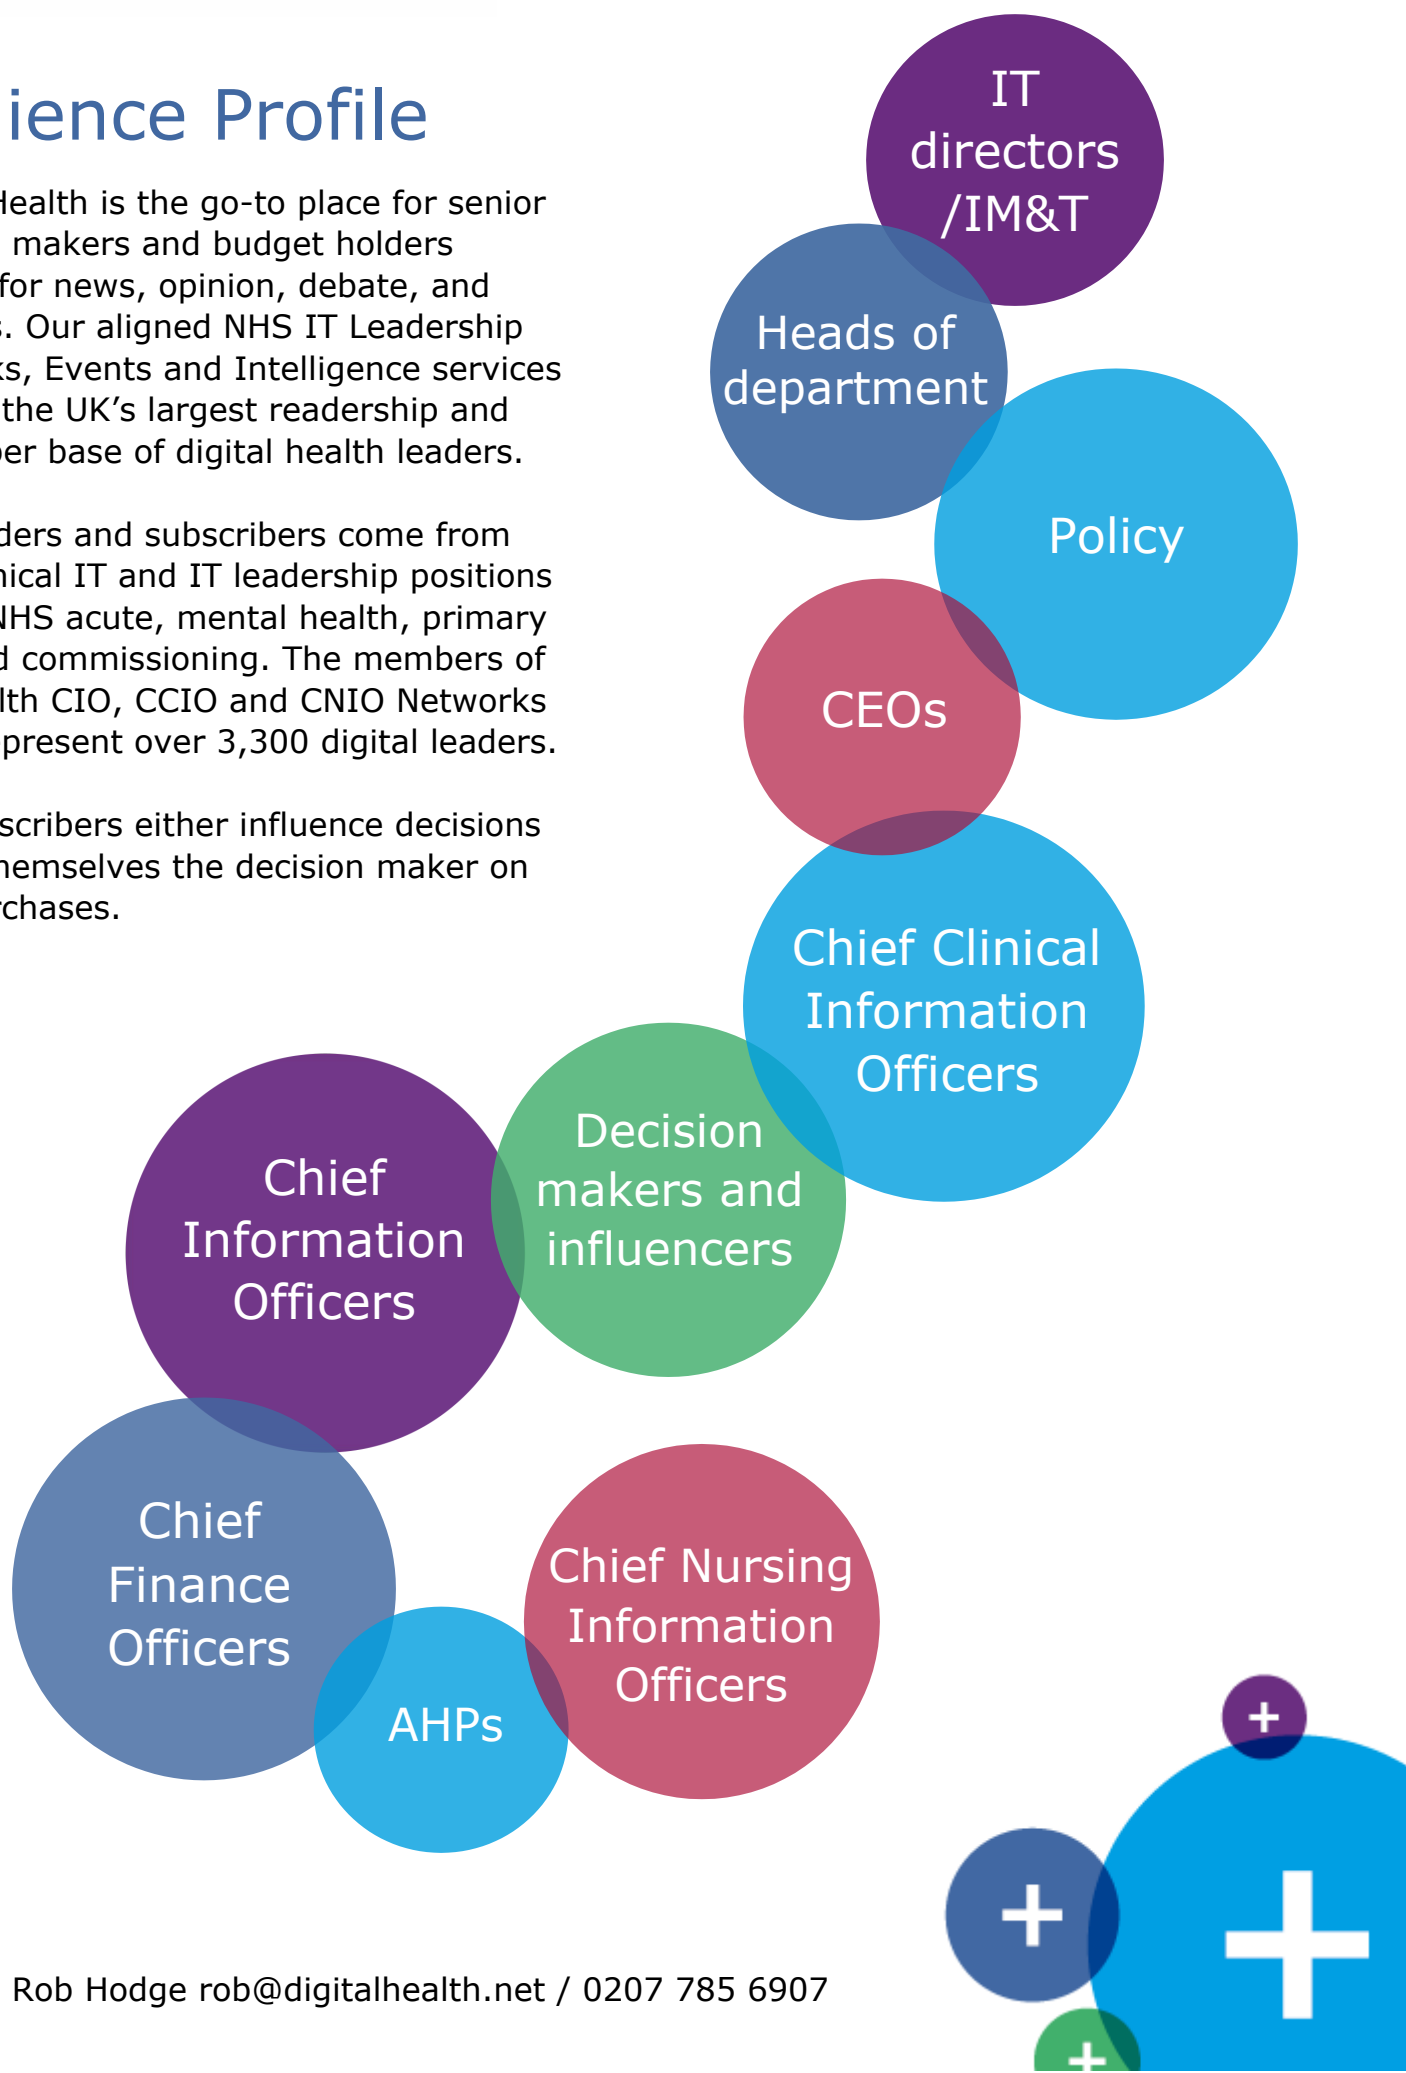 ience Profile
Health is the go-to place for senior
makers and budget holders
for news, opinion, debate, and
s. Our aligned NHS IT Leadership
ks, Events and Intelligence services
the UK’s largest readership and
er base of digital health leaders.
ders and subscribers come from
nical IT and IT leadership positions
NHS acute, mental health, primary
d commissioning. The members of
lth CIO, CCIO and CNIO Networks
present over 3,300 digital leaders.
scribers either influence decisions
hemselves the decision maker on
rchases.
IT
directors
/IM&T
Heads of
department
Policy
CEOs
Chief Clinical
Information
Officers
Decision
makers and
influencers
Chief
Information
Officers
Chief
Finance
Officers
AHPs
Chief Nursing
Information
Officers
Rob Hodge rob@digitalhealth.net / 0207 785 6907